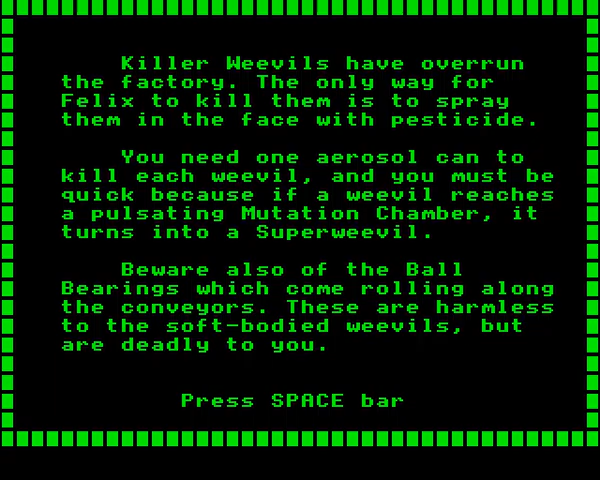 Killer Weevils have overrun
the factory. The only way for
Felix to kill them is to spray
them in the face with pesticide.
You need one aerosol can to
kill each weevil, and you must be
quick because if a weevil reaches
a pulsating Mutation Chamber, it
turns into a Superweevil.
Beware also of the Ball
Bearings which come rolling along
the conveyors. These are harmless
to the soft-bodied weevils, but
are deadly to you.
Press SPACE bar